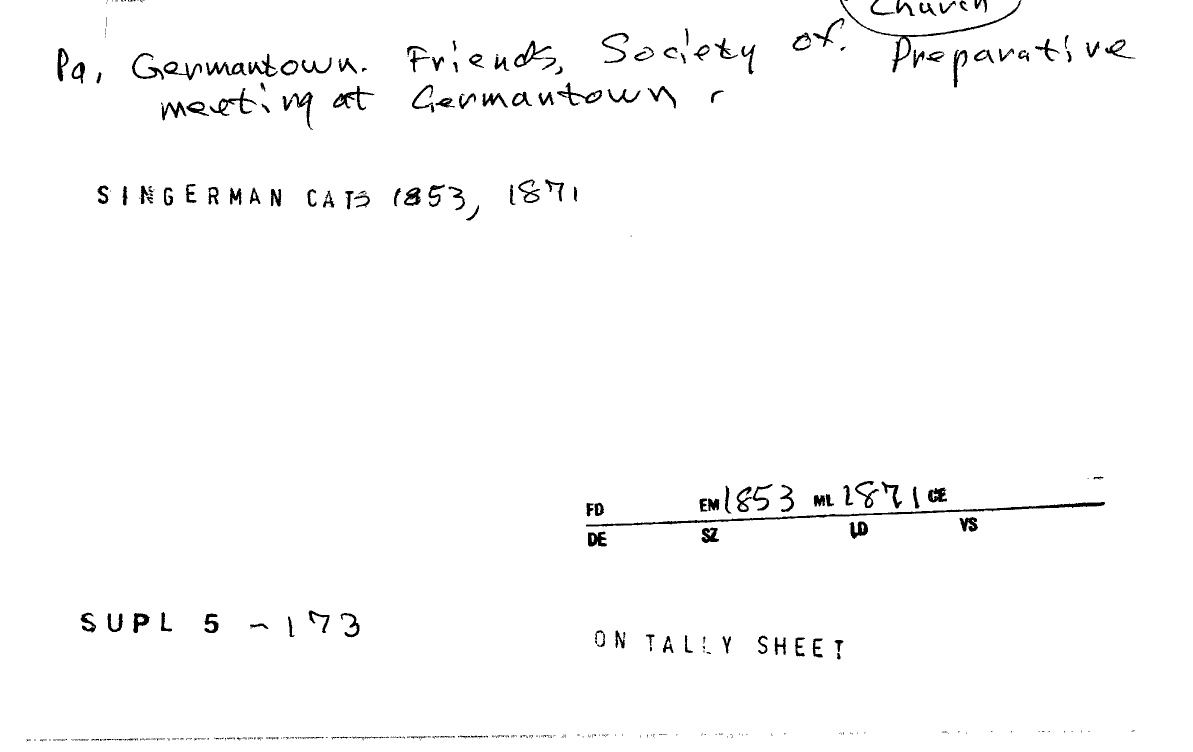 Church
Pa, Germantown. Friends, Society of. Preparative
meeting at Germantown
SINGERMAN CATS 1853, 1871
FD EM 1853 ML 1871 CE
DE SZ LD VS
SUPL 5 - 173
ON TALLY SHEET